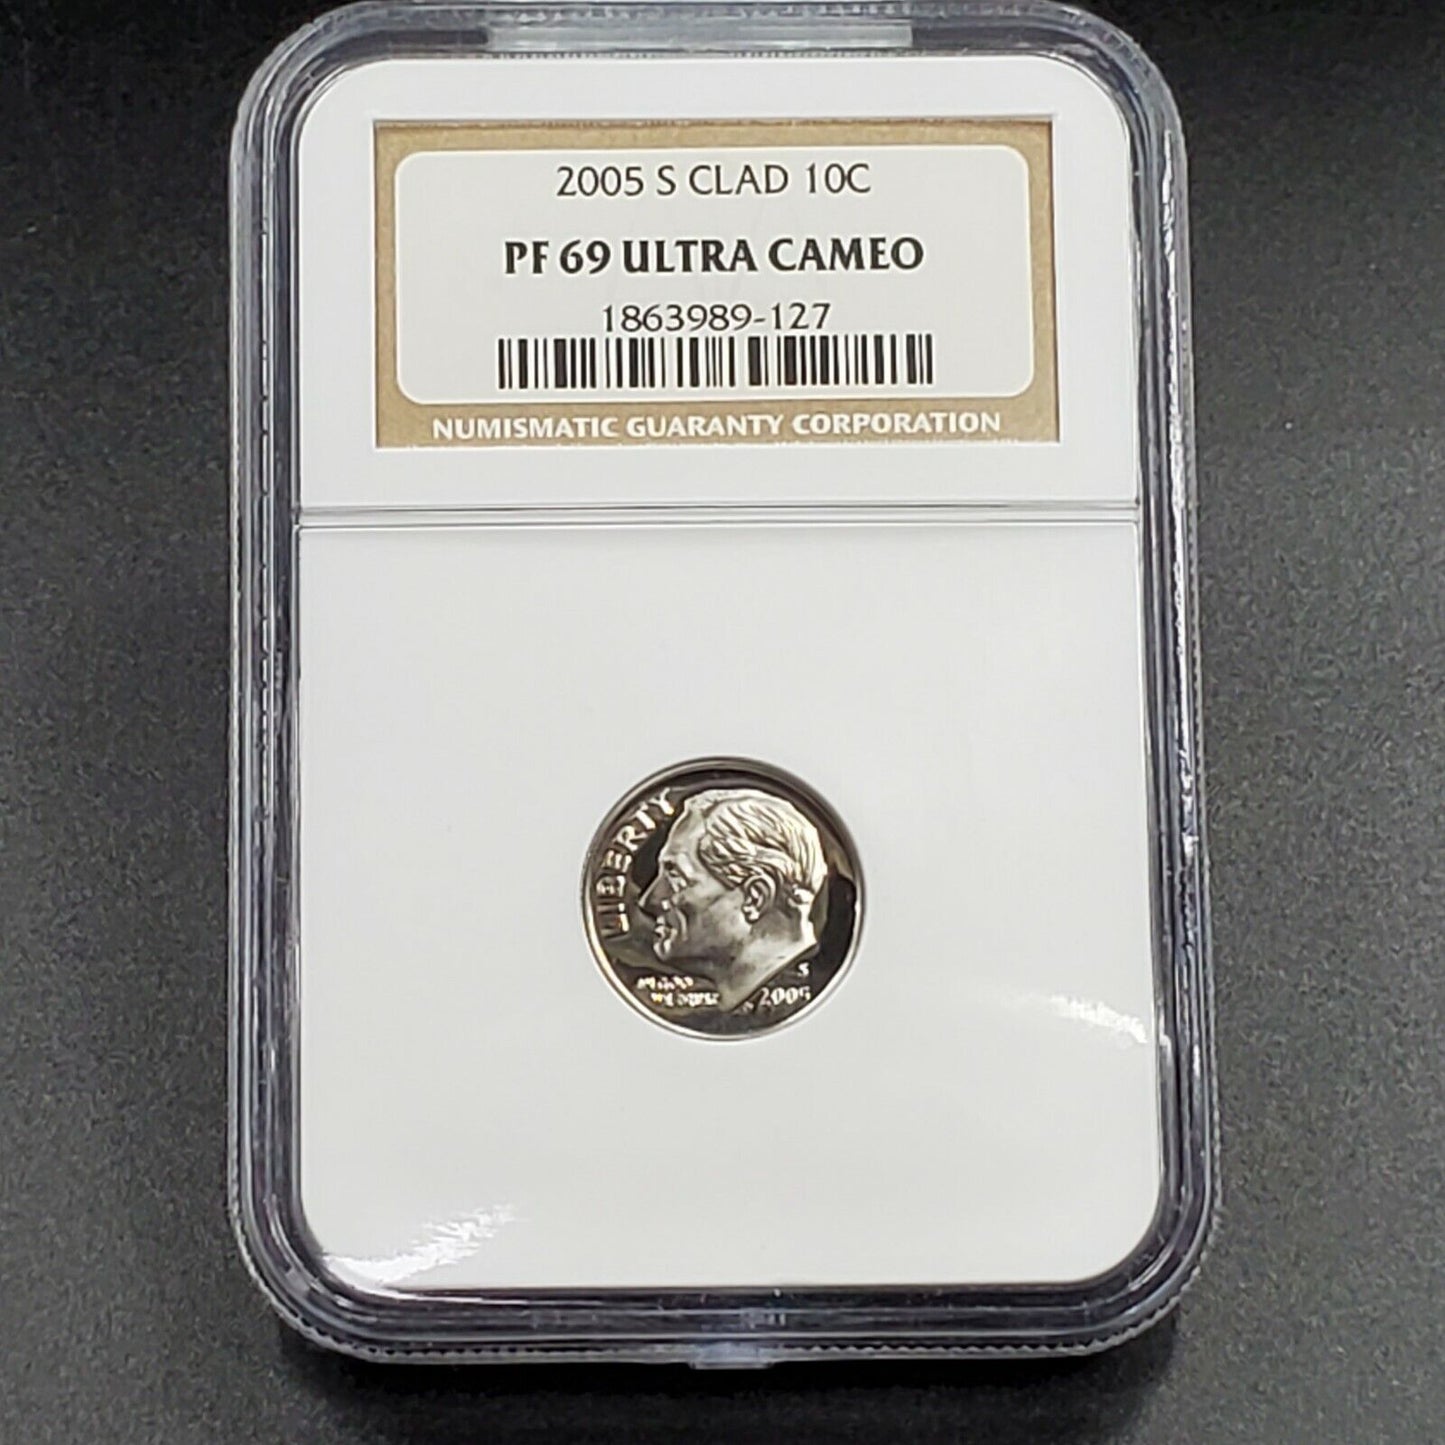 2005 S CLAD 10C
PF 69 ULTRA CAMEO
1863989-127
NUMISMATIC GUARANTY CORPORATION
LIBERTY
S
2005